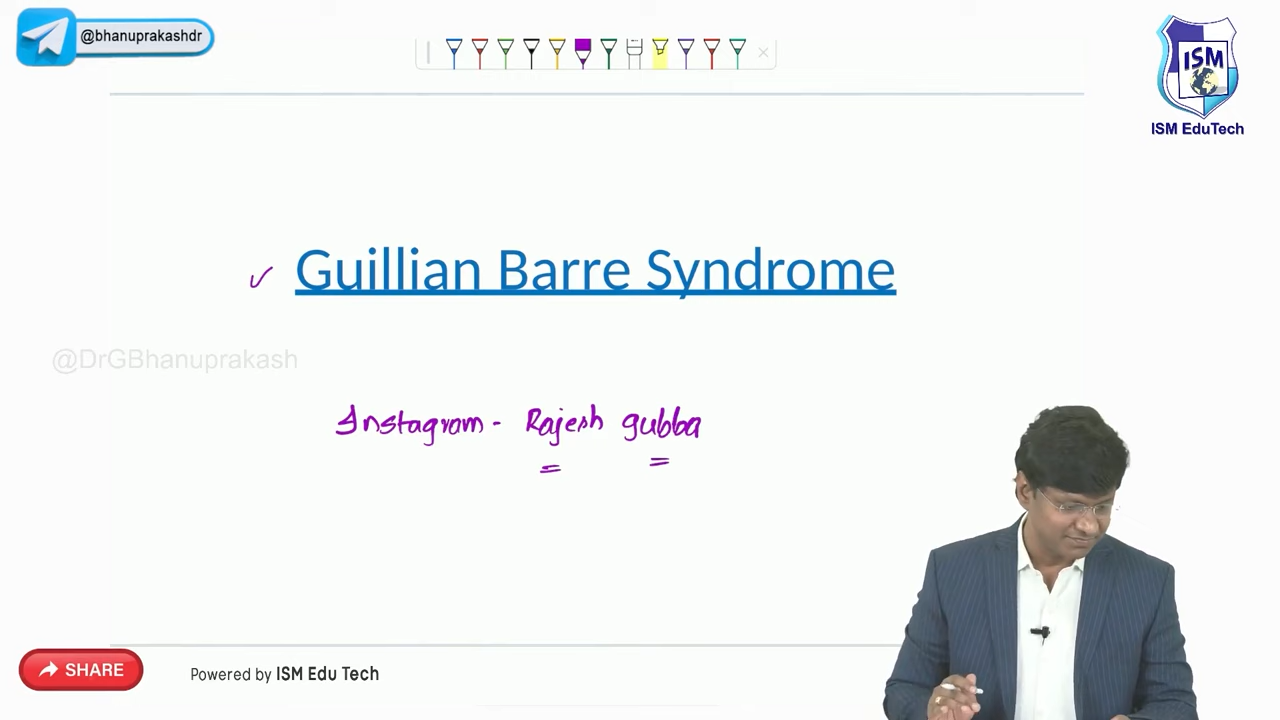 @bhanuprakashdr
ISM
ISM EduTech
Guillian Barre Syndrome
@DrGBhanuprakash
Instagram - Rajesh gubba
SHARE
Powered by ISM Edu Tech